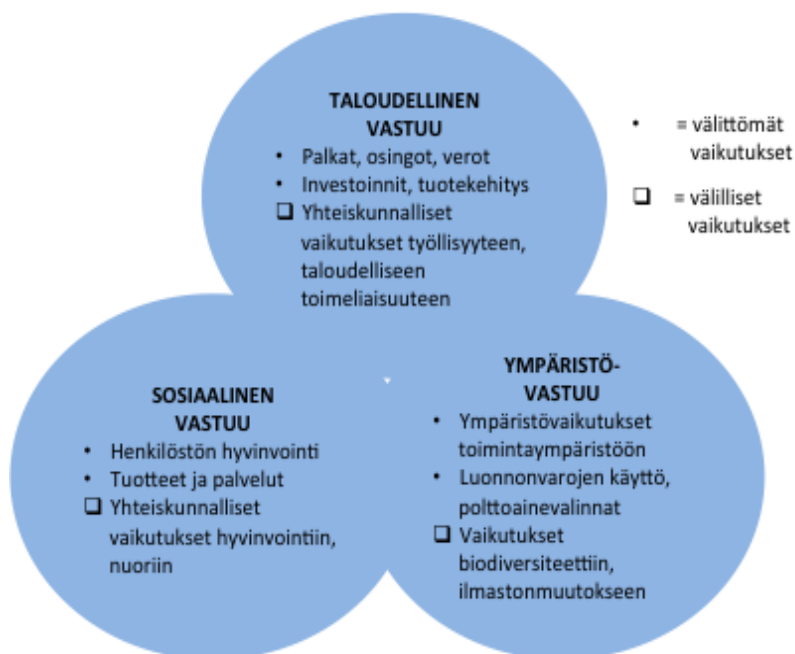 TALOUDELLINEN
VASTUU
• Palkat, osingot, verot
• Investoinnit, tuotekehitys
❑ Yhteiskunnalliset
vaikutukset työllisyyteen,
taloudelliseen
toimeliaisuuteen
• = välittömät
vaikutukset
❑ = välilliset
vaikutukset
SOSIAALINEN
VASTUU
• Henkilöstön hyvinvointi
• Tuotteet ja palvelut
❑ Yhteiskunnalliset
vaikutukset hyvinvointiin,
nuoriin
YMPÄRISTÖ-
VASTUU
• Ympäristövaikutukset
toimintaympäristöön
• Luonnonvarojen käyttö,
polttoainevalinnat
❑ Vaikutukset
biodiversiteettiin,
ilmastonmuutokseen